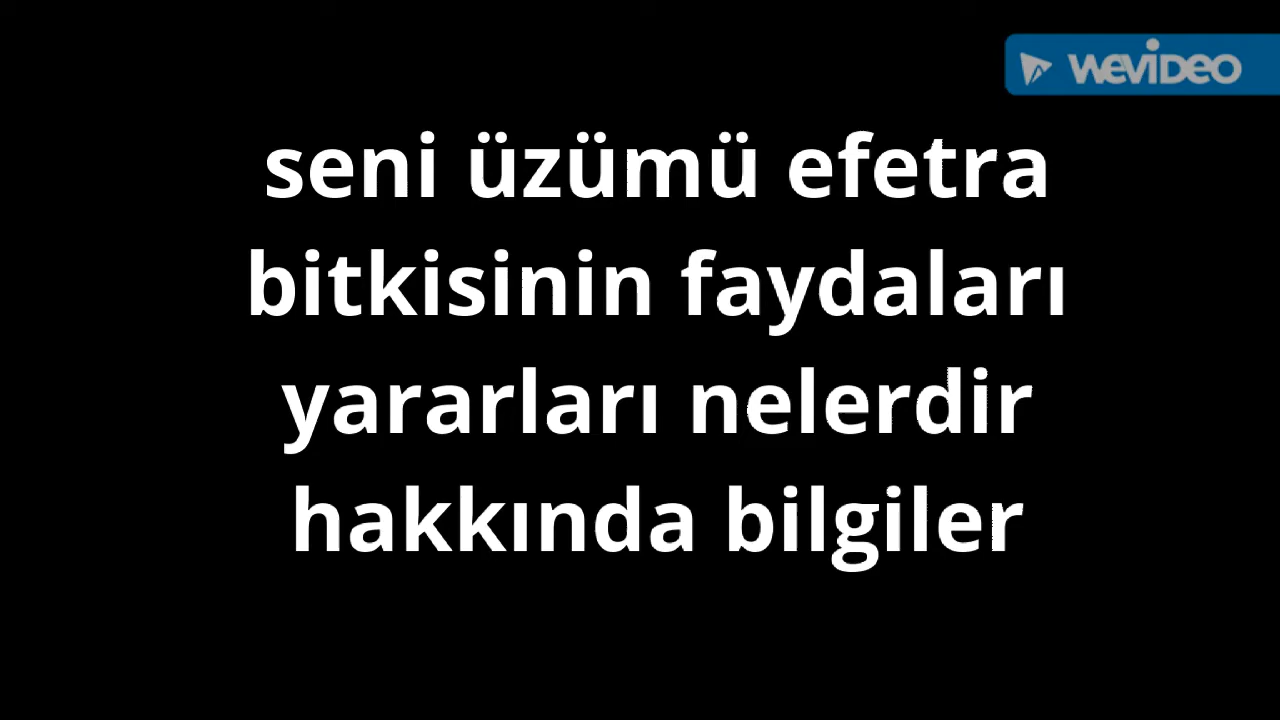 WEVIDEO
seni üzümü efetra
bitkisinin faydaları
yararları nelerdir
hakkında bilgiler